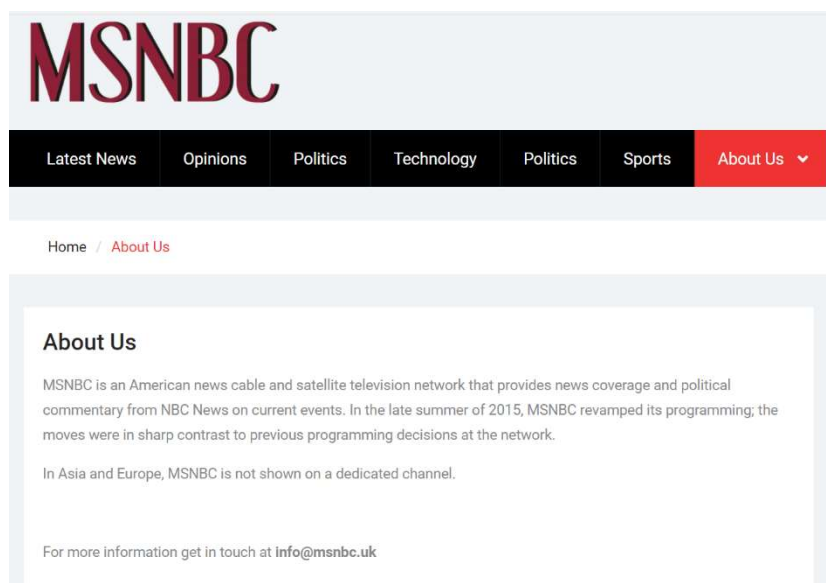 MSNBC
Latest News Opinions Politics Technology Politics Sports About Us
Home / About Us
About Us
MSNBC is an American news cable and satellite television network that provides news coverage and political
commentary from NBC News on current events. In the late summer of 2015, MSNBC revamped its programming; the
moves were in sharp contrast to previous programming decisions at the network.
In Asia and Europe, MSNBC is not shown on a dedicated channel.
For more information get in touch at info@msnbc.uk